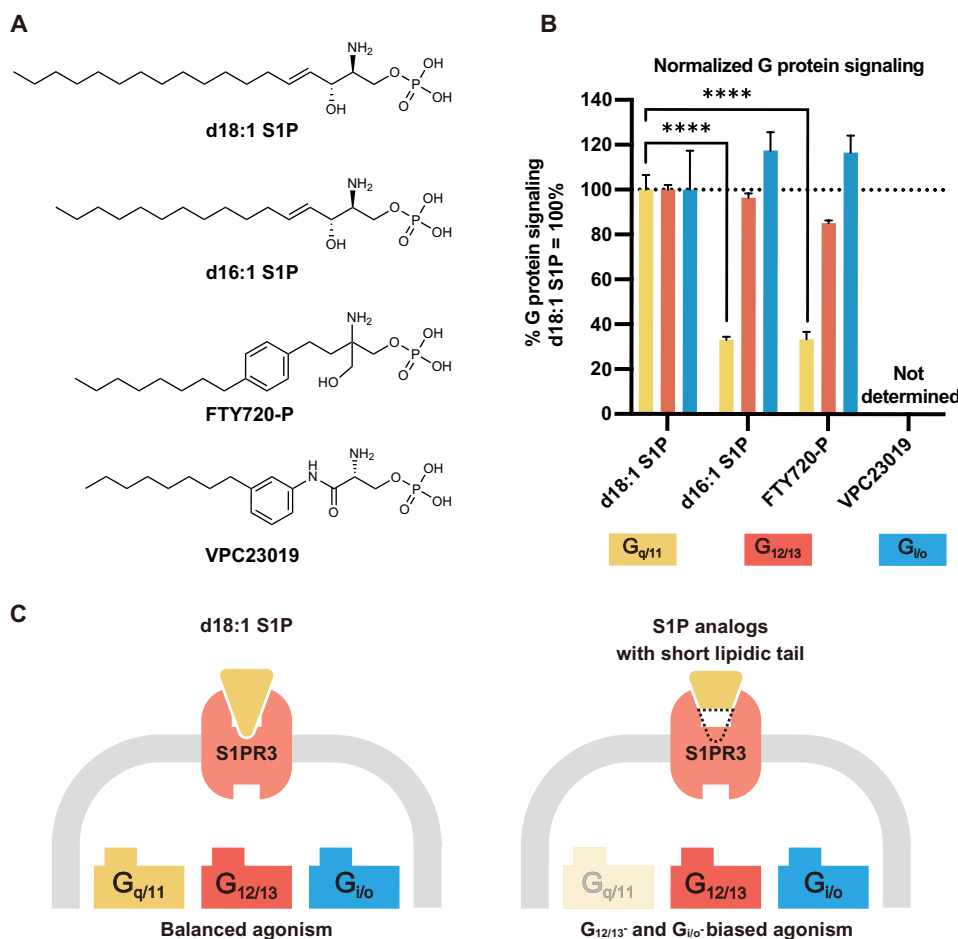 A
NH₂
O
P
OH
OH
O
OH
d18:1 S1P
NH₂
O
P
OH
OH
O
OH
d16:1 S1P
NH₂
O
P
OH
OH
O
HO
FTY720-P
H
N
NH₂
O
O
P
OH
OH
O
VPC23019
B
Normalized G protein signaling
% G protein signaling
d18:1 S1P = 100%
140
120
100
80
60
40
20
0
****
****
Not
determined
d18:1 S1P
d16:1 S1P
FTY720-P
VPC23019
Gq/11
G12/13
Gi/o
C
d18:1 S1P
S1PR3
Gq/11
G12/13
Gi/o
Balanced agonism
S1P analogs
with short lipidic tail
S1PR3
Gq/11
G12/13
Gi/o
G12/13- and Gi/o- biased agonism